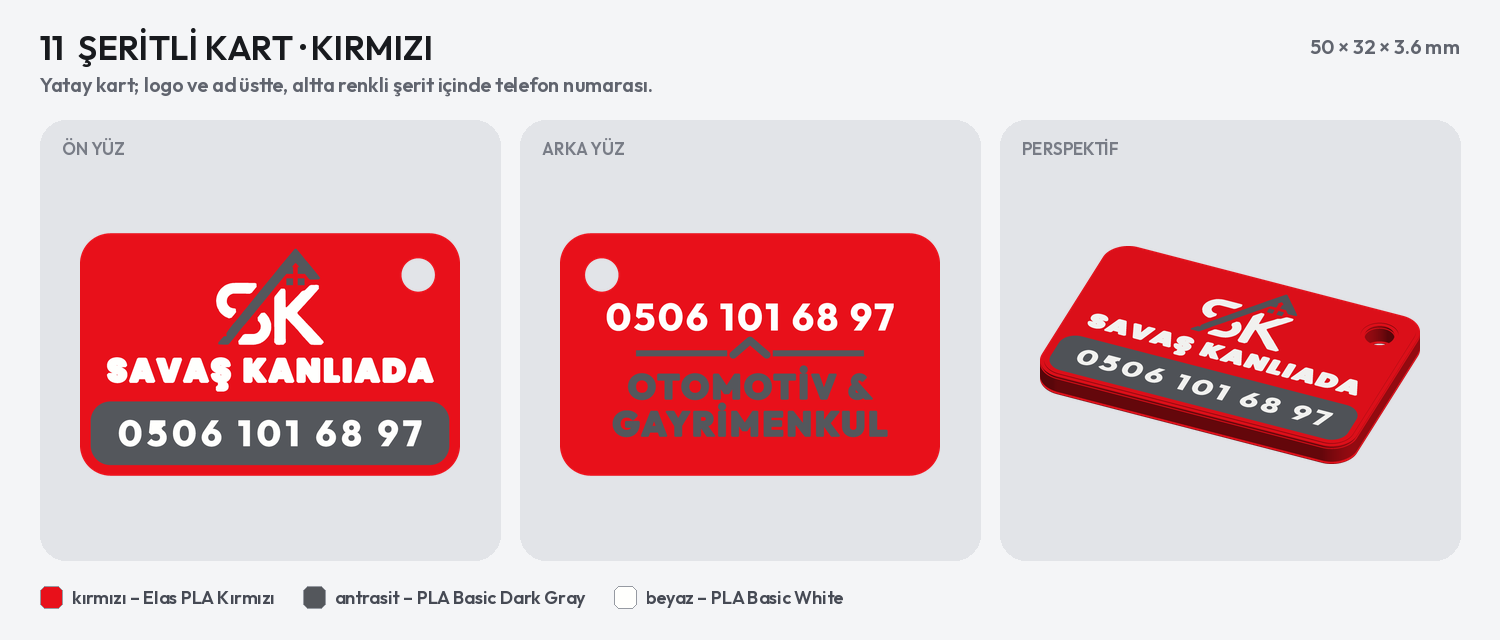 11 ŞERİTLİ KART · KIRMIZI
50 × 32 × 3.6 mm
Yatay kart; logo ve ad üstte, altta renkli şerit içinde telefon numarası.
ÖN YÜZ
SK
SAVAŞ KANLIADA
0506 101 68 97
ARKA YÜZ
0506 101 68 97
OTOMOTİV &
GAYRİMENKUL
PERSPEKTİF
SK
SAVAŞ KANLIADA
0506 101 68 97
kırmızı – Elas PLA Kırmızı
antrasit – PLA Basic Dark Gray
beyaz – PLA Basic White